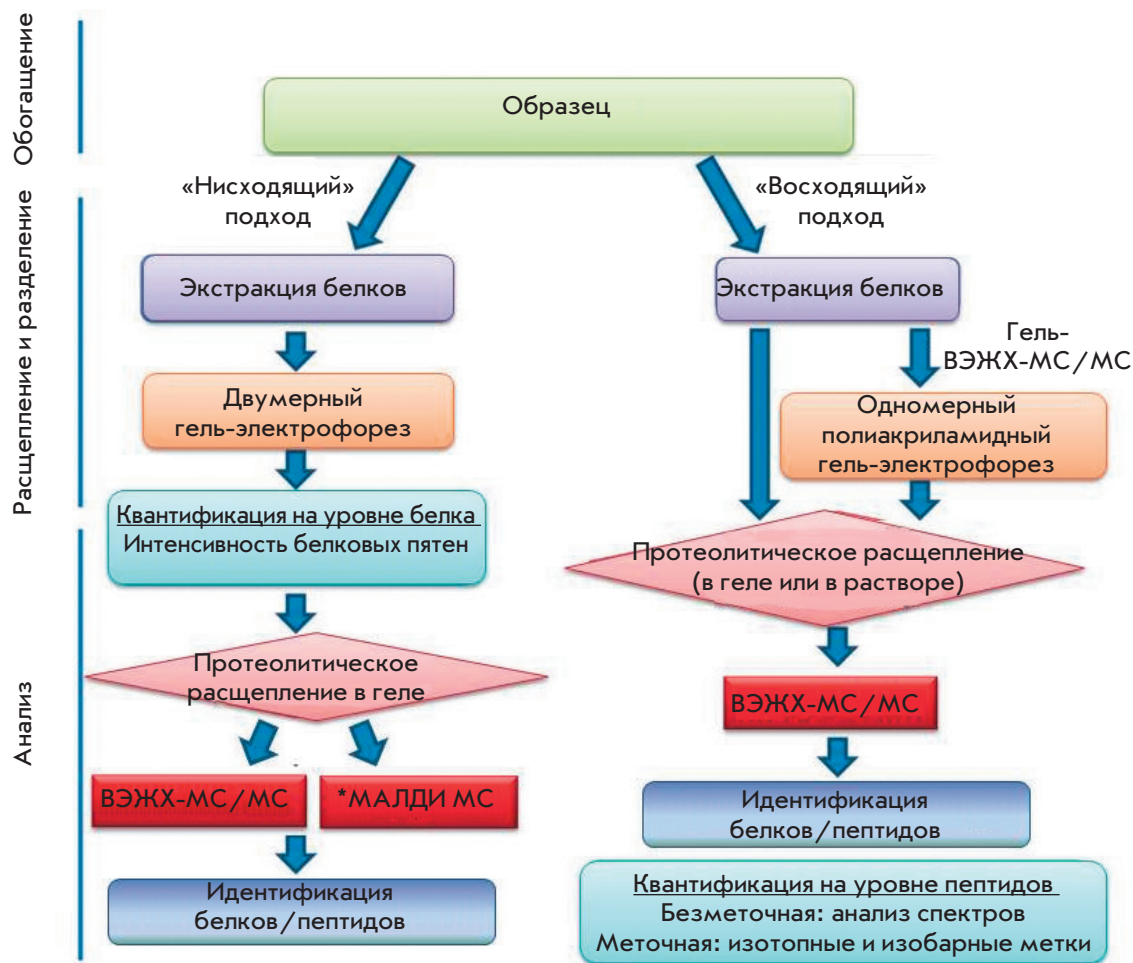 Обогащение
Образец
«Нисходящий»
подход
«Восходящий»
подход
Расщепление и разделение
Экстракция белков
Экстракция белков
Гель-
ВЭЖХ-МС/МС
Двумерный
гель-электрофорез
Одномерный
полиакриламидный
гель-электрофорез
Квантификация на уровне белка
Интенсивность белковых пятен
Протеолитическое расщепление
(в геле или в растворе)
Анализ
Протеолитическое
расщепление в геле
ВЭЖХ-МС/МС
ВЭЖХ-МС/МС
*МАЛДИ МС
Идентификация
белков/пептидов
Идентификация
белков/пептидов
Квантификация на уровне пептидов
Безметочная: анализ спектров
Меточная: изотопные и изобарные метки